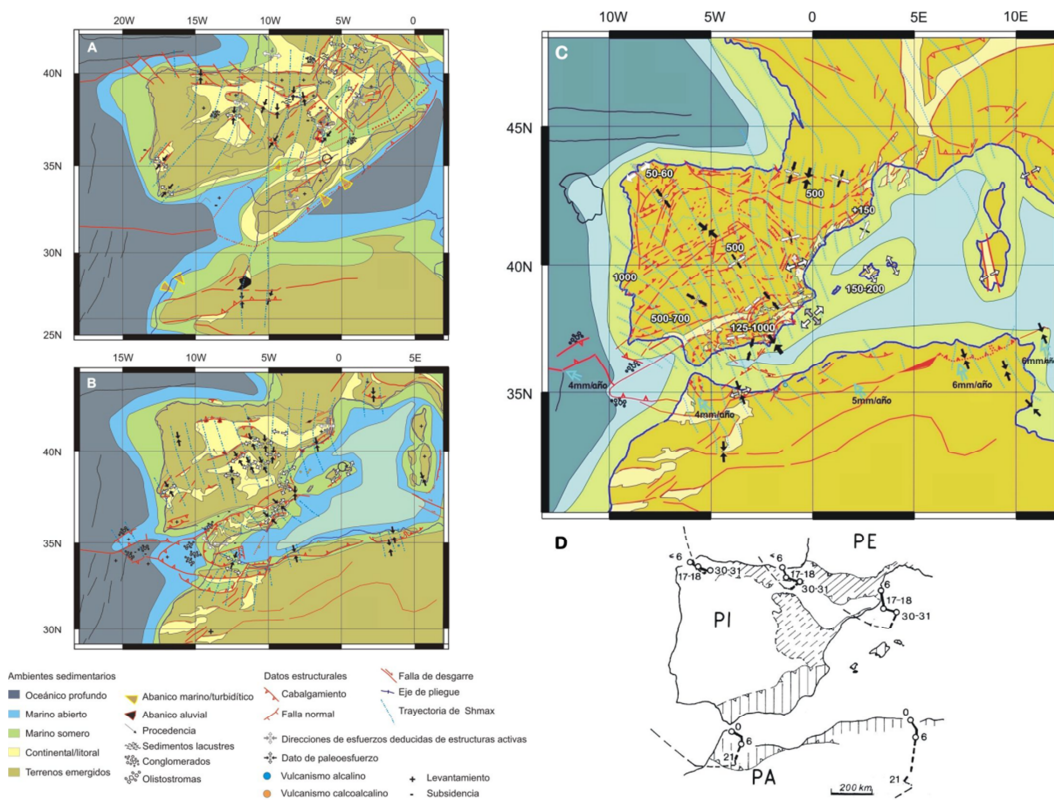 20W 15W 10W 5W 0
A
40N
35N
30N
25N
15W 10W 5W 0 5E
B
40N
35N
30N
10W 5W 0 5E 10E
C
45N
40N
35N
50-60
500
+150
500
1000
150-200
500-700
125-1000
4mm/año
4mm/año
5mm/año
6mm/año
6mm/año
D
PE
< 6
17-18
30-31
< 6
17-18
30-31
6
17-18
30-31
PI
0
6
21
0
6
21
PA
200 km
Ambientes sedimentarios
Oceánico profundo
Marino abierto
Marino somero
Continental/litoral
Terrenos emergidos
Abanico marino/turbidítico
Abanico aluvial
Procedencia
Sedimentos lacustres
Conglomerados
Olistostromas
Datos estructurales
Cabalgamiento
Falla normal
Falla de desgarre
Eje de pliegue
Trayectoria de Shmax
Direcciones de esfuerzos deducidas de estructuras activas
Dato de paleoesfuerzo
Vulcanismo alcalino
Vulcanismo calcoalcalino
+ Levantamiento
- Subsidencia